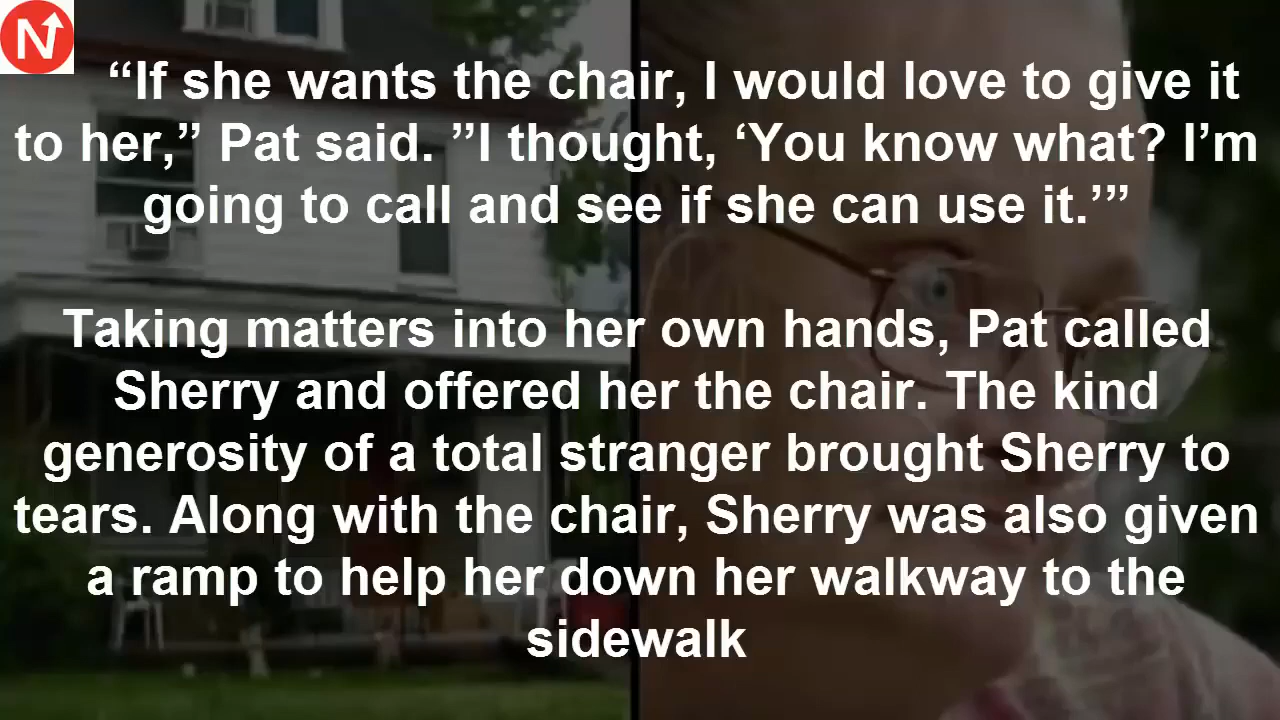 N
“If she wants the chair, I would love to give it
to her,” Pat said. ”I thought, ‘You know what? I’m
going to call and see if she can use it.’”
Taking matters into her own hands, Pat called
Sherry and offered her the chair. The kind
generosity of a total stranger brought Sherry to
tears. Along with the chair, Sherry was also given
a ramp to help her down her walkway to the
sidewalk